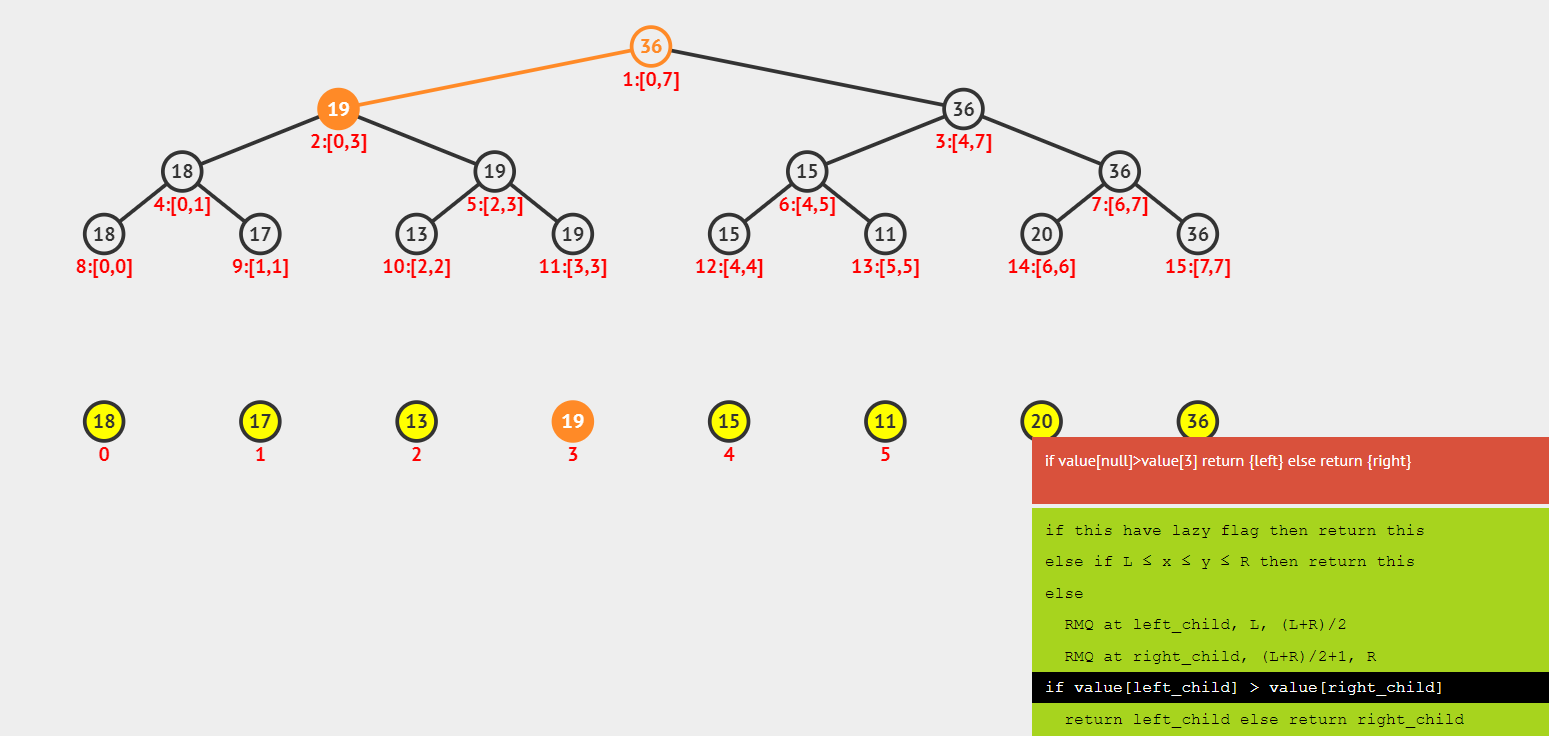 36
1:[0,7]
19 36
2:[0,3] 3:[4,7]
18 19 15 36
4:[0,1] 5:[2,3] 6:[4,5] 7:[6,7]
18 17 13 19 15 11 20 36
8:[0,0] 9:[1,1] 10:[2,2] 11:[3,3] 12:[4,4] 13:[5,5] 14:[6,6] 15:[7,7]
18 17 13 19 15 11 20 36
0 1 2 3 4 5
if value[null]>value[3] return {left} else return {right}
if this have lazy flag then return this
else if L ≤ x ≤ y ≤ R then return this
else
RMQ at left_child, L, (L+R)/2
RMQ at right_child, (L+R)/2+1, R
if value[left_child] > value[right_child]
return left_child else return right_child